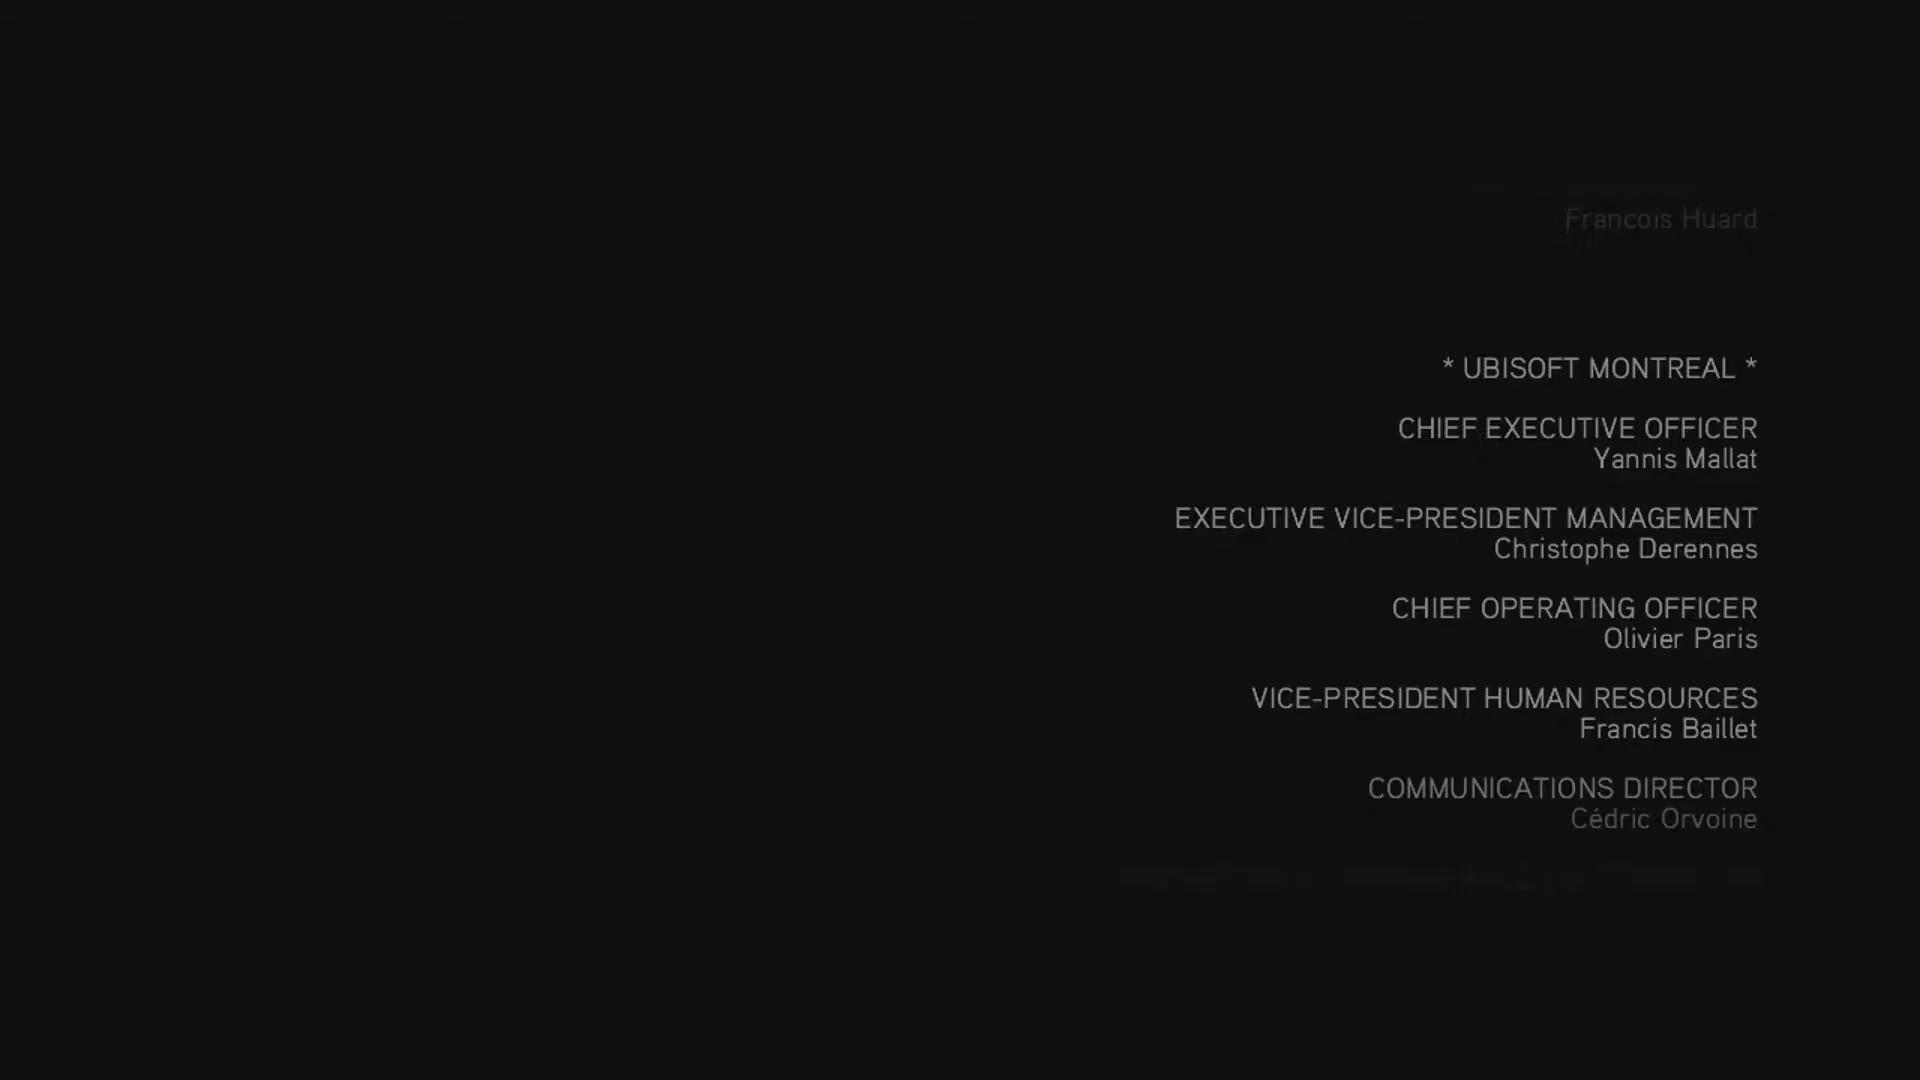 Francois Huard
* UBISOFT MONTREAL *
CHIEF EXECUTIVE OFFICER
Yannis Mallat
EXECUTIVE VICE-PRESIDENT MANAGEMENT
Christophe Derennes
CHIEF OPERATING OFFICER
Olivier Paris
VICE-PRESIDENT HUMAN RESOURCES
Francis Baillet
COMMUNICATIONS DIRECTOR
Cédric Orvoine